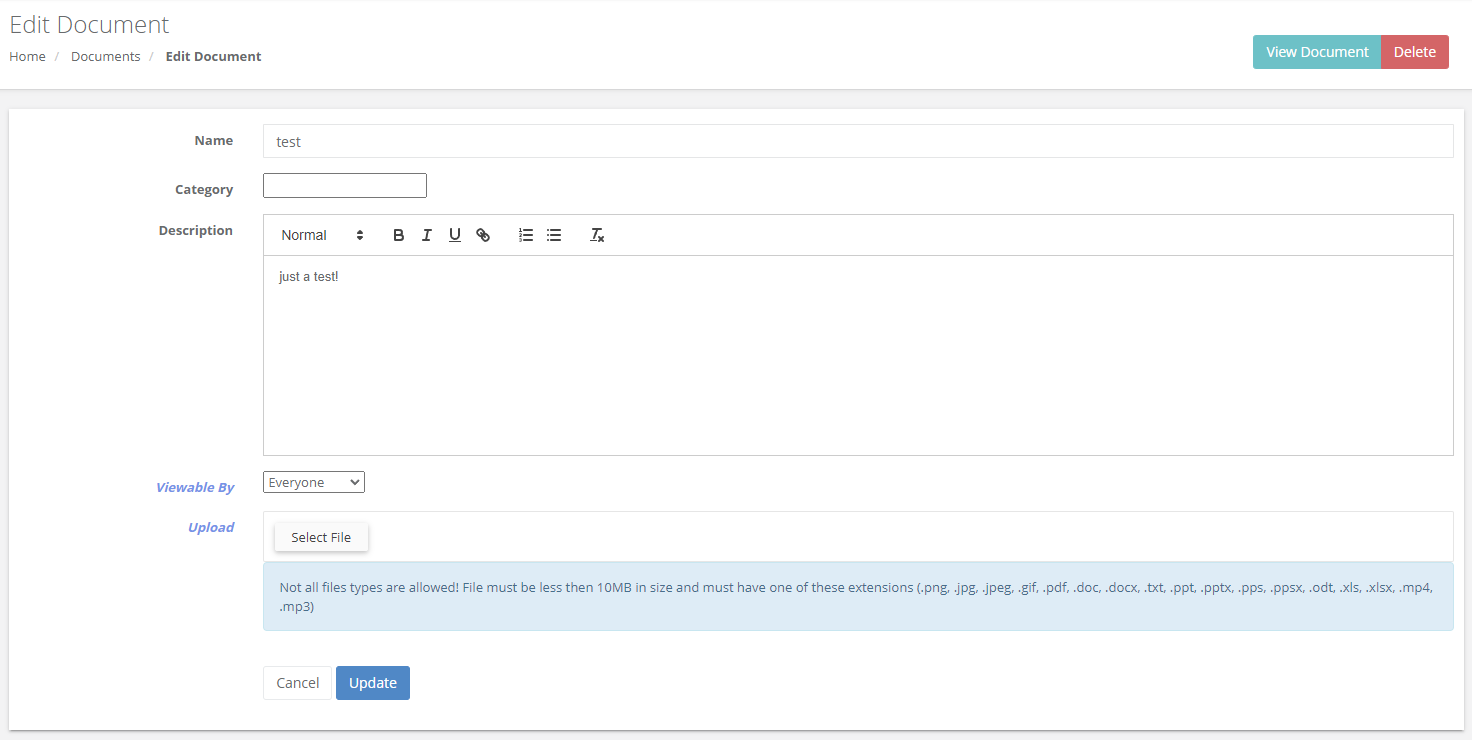 Edit Document
Home / Documents / Edit Document
View Document Delete
Name test
Category
Description Normal B I U
just a test!
Viewable By Everyone
Upload Select File
Not all files types are allowed! File must be less then 10MB in size and must have one of these extensions (.png, .jpg, .jpeg, .gif, .pdf, .doc, .docx, .txt, .ppt, .pptx, .pps, .ppsx, .odt, .xls, .xlsx, .mp4,
.mp3)
Cancel Update